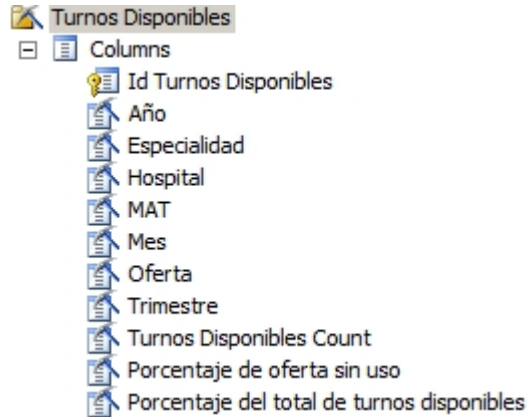 Turnos Disponibles
Columns
Id Turnos Disponibles
Año
Especialidad
Hospital
MAT
Mes
Oferta
Trimestre
Turnos Disponibles Count
Porcentaje de oferta sin uso
Porcentaje del total de turnos disponibles